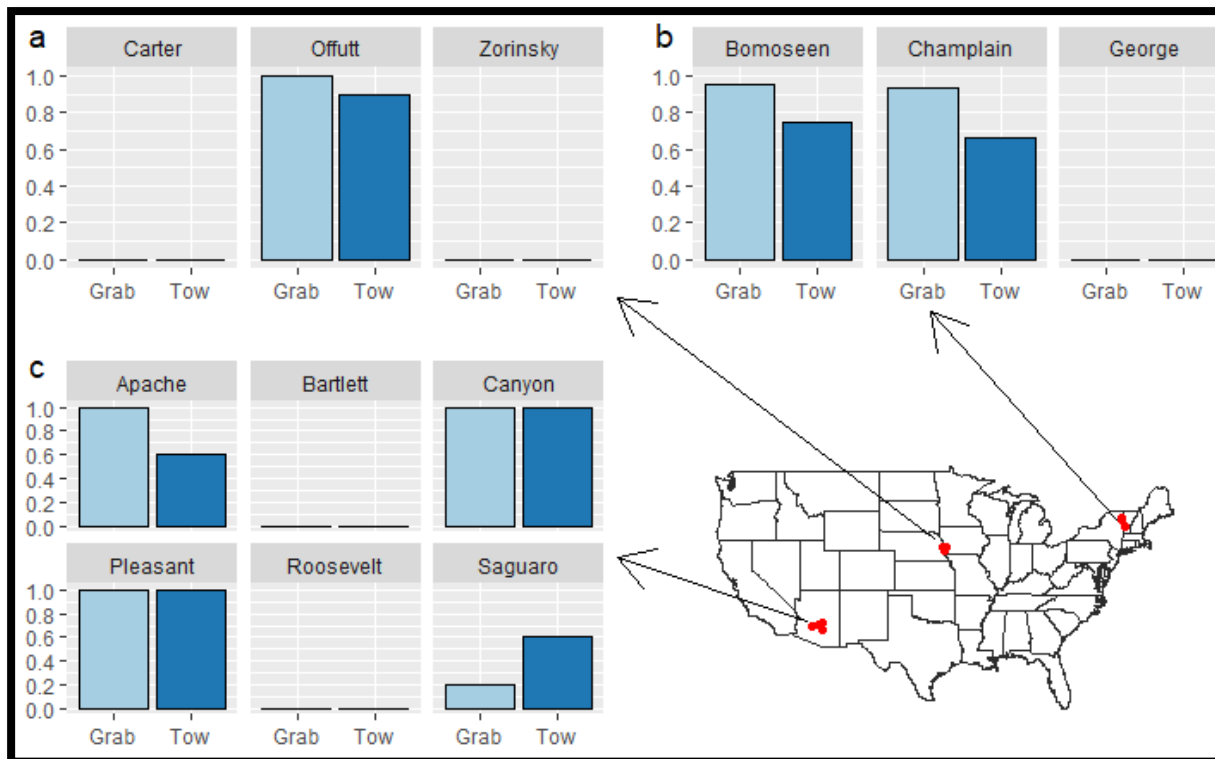 a
Carter Offutt Zorinsky
1.0
0.8
0.6
0.4
0.2
0.0
Grab Tow Grab Tow Grab Tow
b
Bomoseen Champlain George
1.0
0.8
0.6
0.4
0.2
0.0
Grab Tow Grab Tow Grab Tow
c
Apache Bartlett Canyon
1.0
0.8
0.6
0.4
0.2
0.0
Pleasant Roosevelt Saguaro
1.0
0.8
0.6
0.4
0.2
0.0
Grab Tow Grab Tow Grab Tow